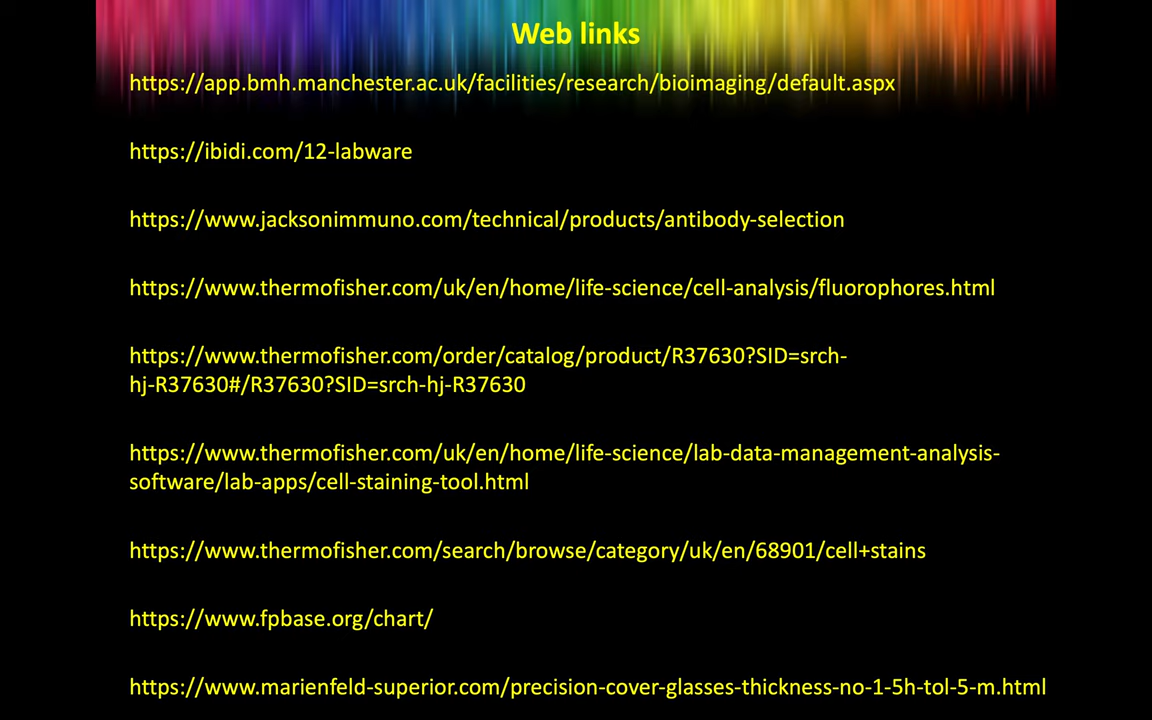 Web links
https://app.bmh.manchester.ac.uk/facilities/research/bioimaging/default.aspx
https://ibidi.com/12-labware
https://www.jacksonimmuno.com/technical/products/antibody-selection
https://www.thermofisher.com/uk/en/home/life-science/cell-analysis/fluorophores.html
https://www.thermofisher.com/order/catalog/product/R37630?SID=srch-
hj-R37630#/R37630?SID=srch-hj-R37630
https://www.thermofisher.com/uk/en/home/life-science/lab-data-management-analysis-
software/lab-apps/cell-staining-tool.html
https://www.thermofisher.com/search/browse/category/uk/en/68901/cell+stains
https://www.fpbase.org/chart/
https://www.marienfeld-superior.com/precision-cover-glasses-thickness-no-1-5h-tol-5-m.html